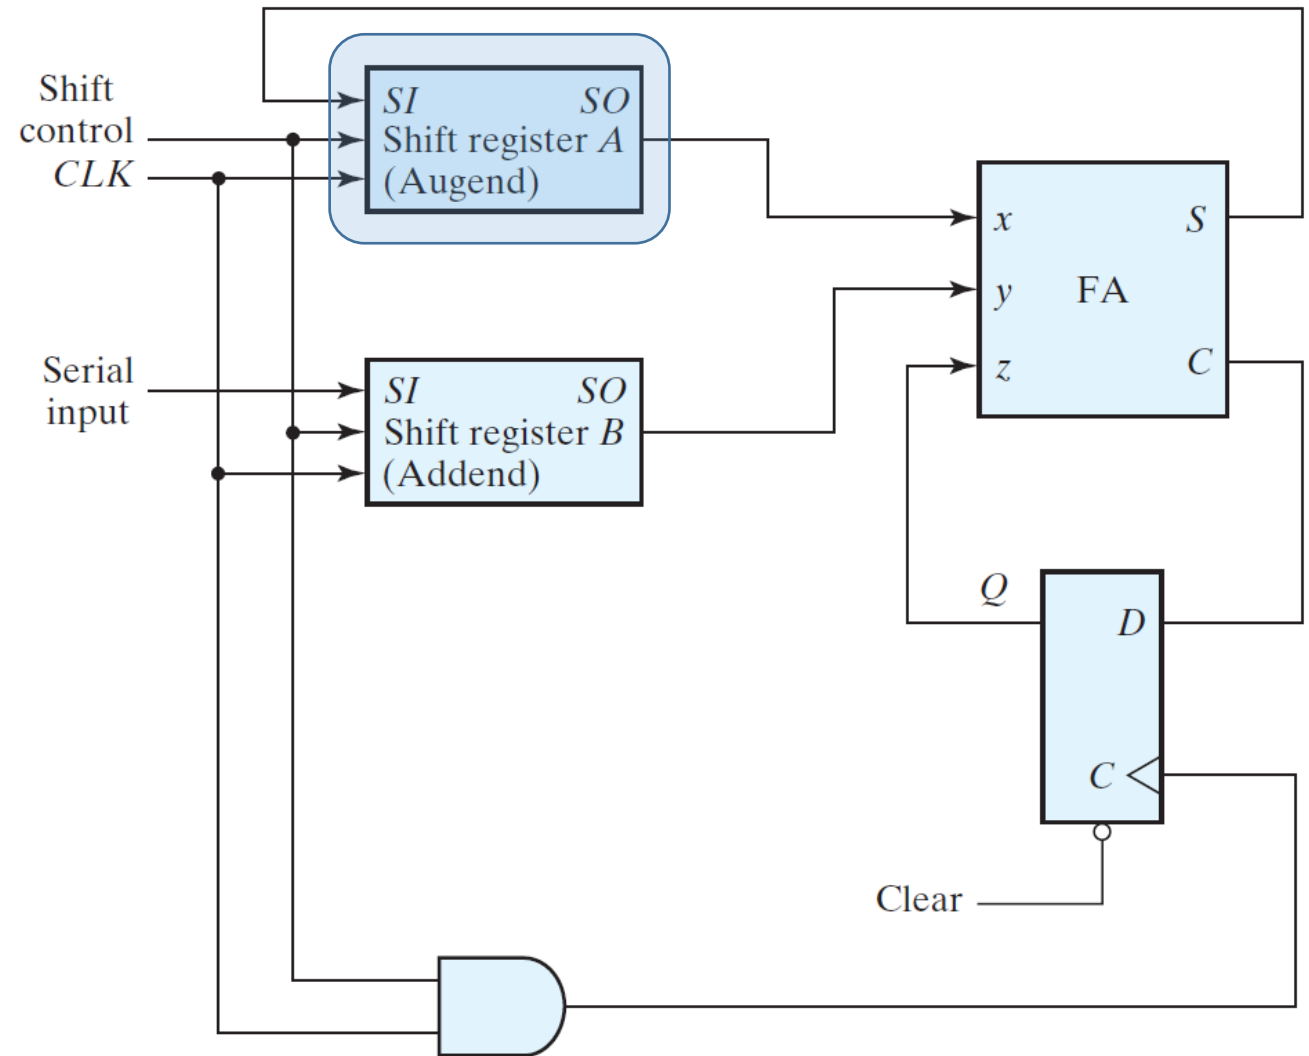 Shift
control
CLK
SI SO
Shift register A
(Augend)
x S
y FA
z C
Serial
input
SI SO
Shift register B
(Addend)
Q
D
C
Clear